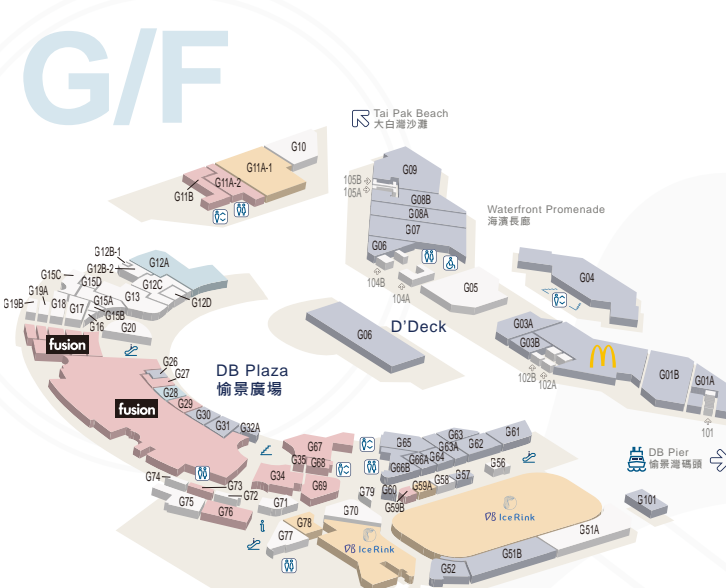 G/F
Tai Pak Beach
大白灣沙灘
G10
G11A-1
G11A-2
G11B
105B
105A
G09
G08B
G08A
G07
G06
104B
104A
G05
Waterfront Promenade
海濱長廊
G04
G12B-1
G12B-2
G12A
G12C
G12D
G13
G15C
G15D
G15A
G15B
G16
G17
G18
G19A
G19B
G20
fusion
fusion
G06
D'Deck
DB Plaza
愉景廣場
G03A
G03B
102B
102A
G01B
G01A
101
G26
G27
G28
G29
G30
G31
G32A
G67
G35
G68
G34
G69
G65
G63
G63A
G62
G61
G64
G66A
G66B
G58
G57
G56
G60
G59A
G59B
DB Pier
愉景灣碼頭
G74
G73
G72
G75
G76
G71
G79
G70
G78
G77
DB IceRink
DB IceRink
G101
G51A
G51B
G52